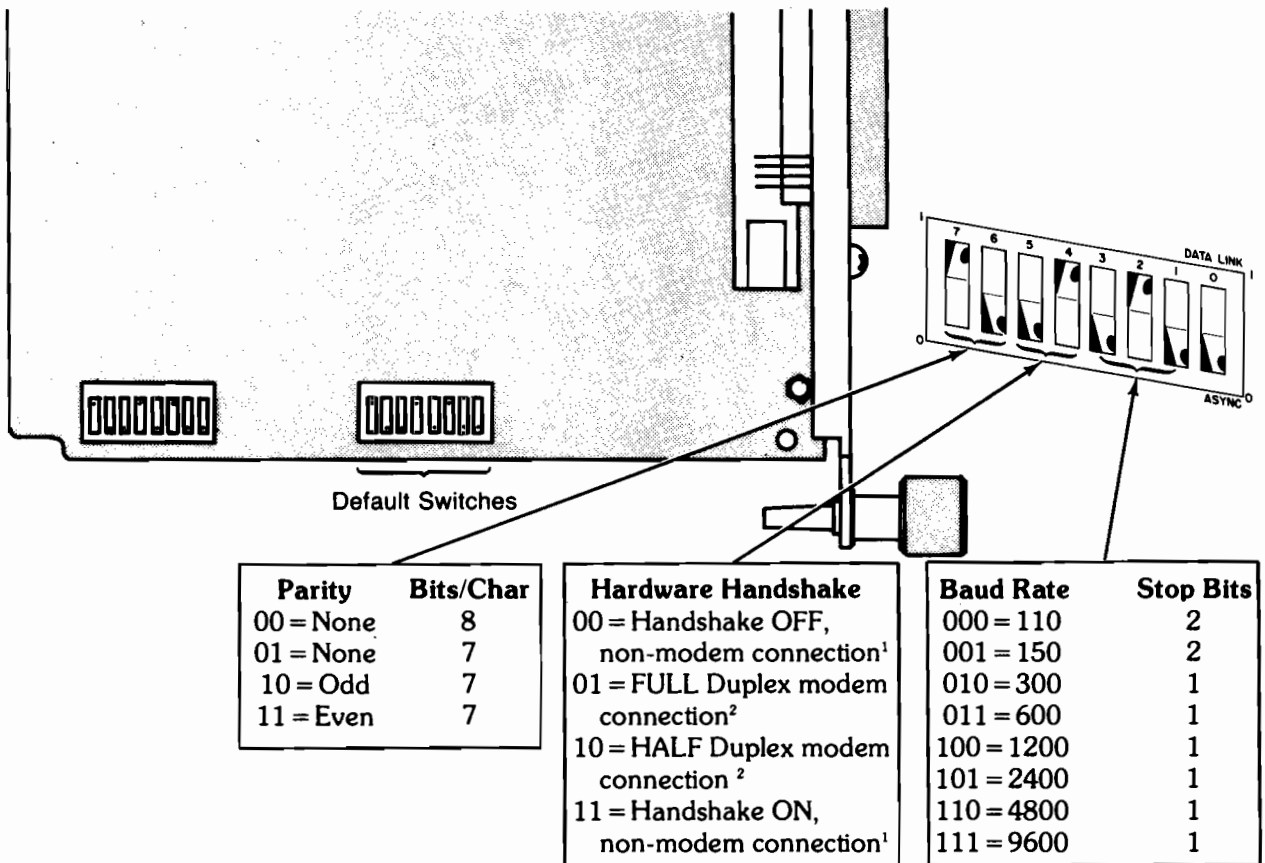 1
7 6 5 4 3 2 1 0
DATA LINK 1
0
ASYNC 0
Default Switches
Parity Bits/Char
00 = None 8
01 = None 7
10 = Odd 7
11 = Even 7
Hardware Handshake
00 = Handshake OFF,
non-modem connection¹
01 = FULL Duplex modem
connection²
10 = HALF Duplex modem
connection ²
11 = Handshake ON,
non-modem connection¹
Baud Rate Stop Bits
000 = 110 2
001 = 150 2
010 = 300 1
011 = 600 1
100 = 1200 1
101 = 2400 1
110 = 4800 1
111 = 9600 1